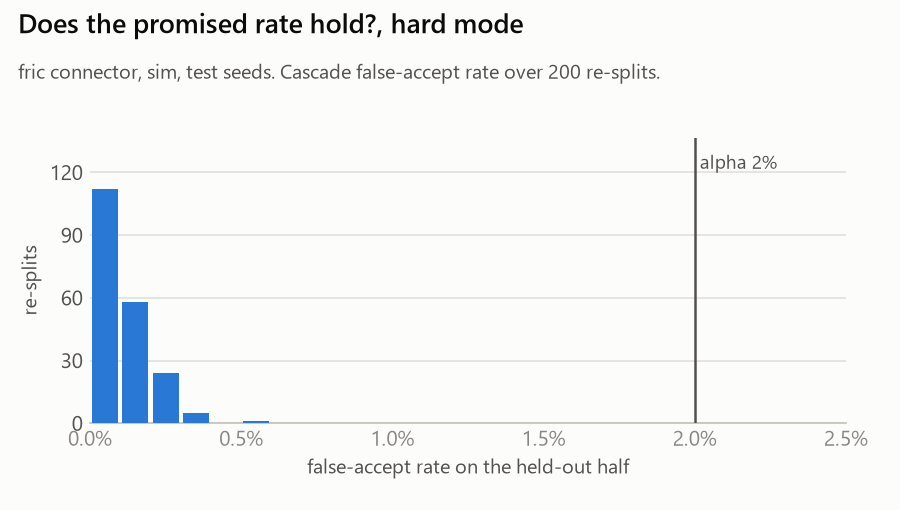 Does the promised rate hold?, hard mode
fric connector, sim, test seeds. Cascade false-accept rate over 200 re-splits.
alpha 2%
120
90
60
30
0
re-splits
0.0% 0.5% 1.0% 1.5% 2.0% 2.5%
false-accept rate on the held-out half